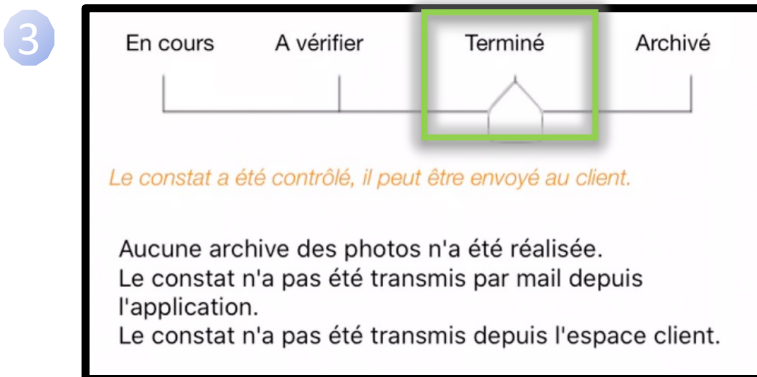 3
En cours A vérifier Terminé Archivé
Le constat a été contrôlé, il peut être envoyé au client.
Aucune archive des photos n'a été réalisée.
Le constat n'a pas été transmis par mail depuis
l'application.
Le constat n'a pas été transmis depuis l'espace client.